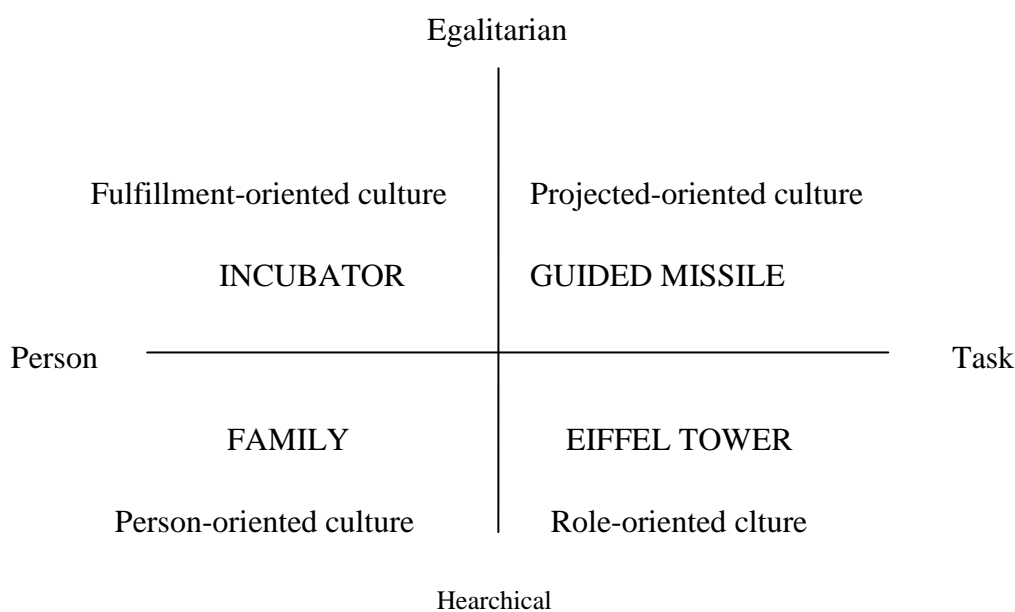 Egalitarian
Fulfillment-oriented culture Projected-oriented culture
INCUBATOR GUIDED MISSILE
Person Task
FAMILY EIFFEL TOWER
Person-oriented culture Role-oriented clture
Hearchical